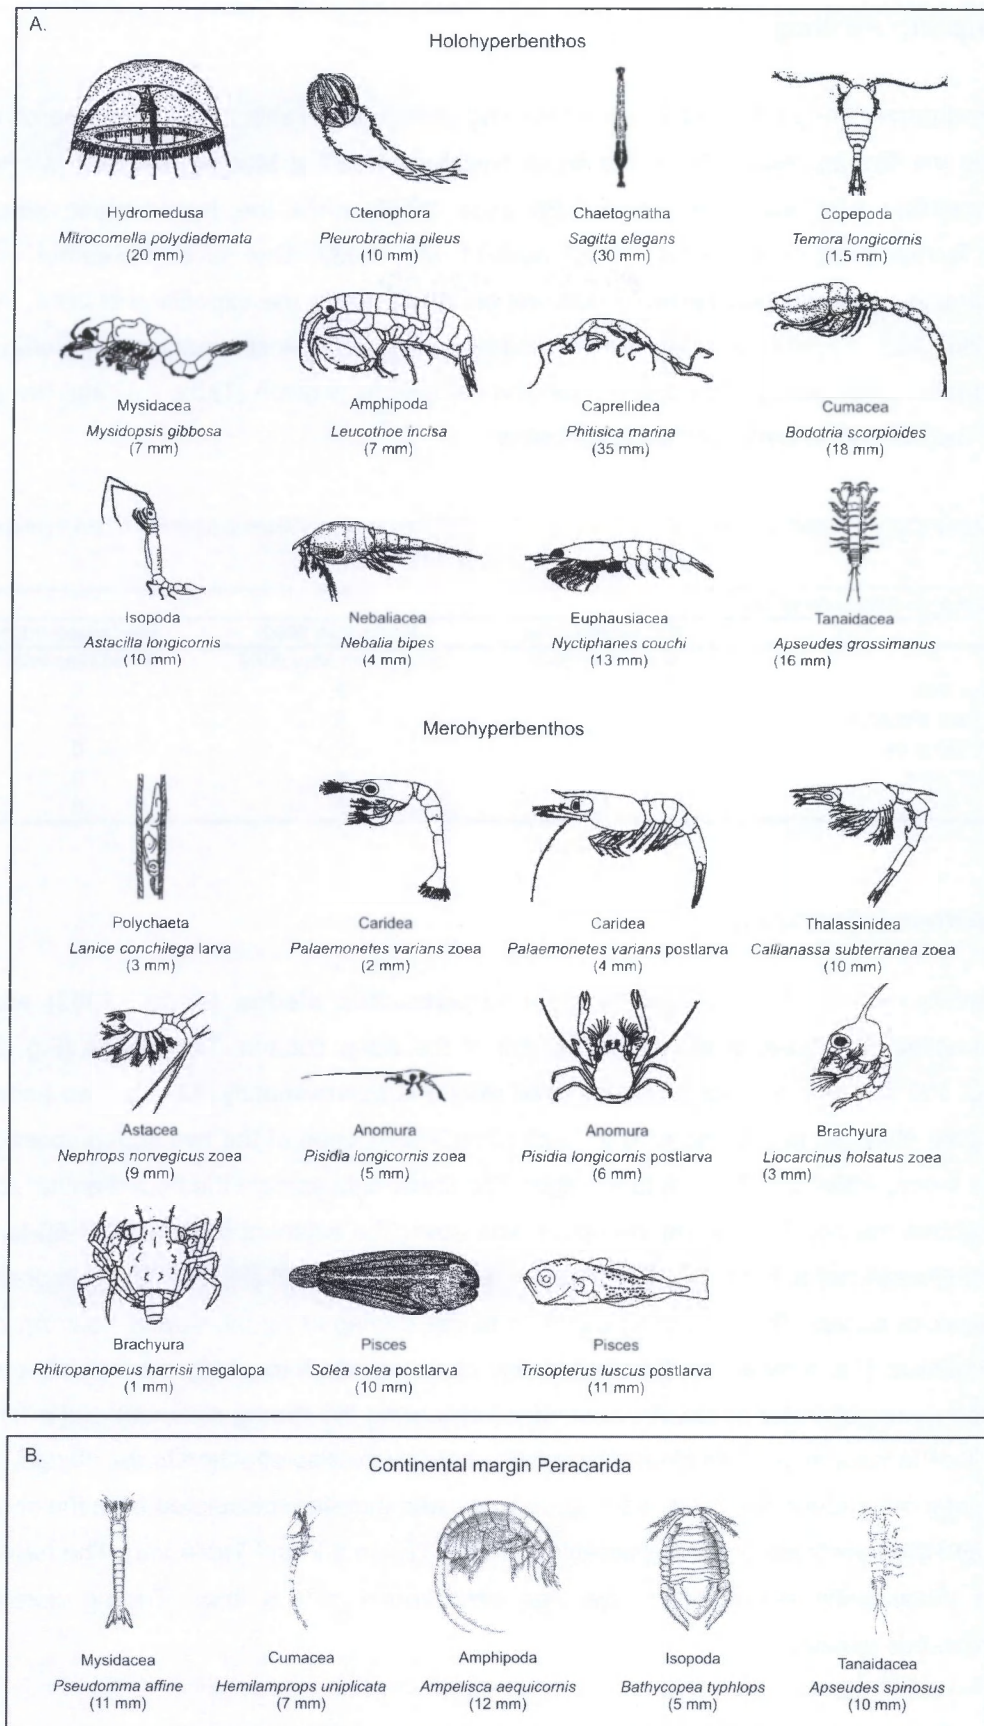 A.
Holohyperbenthos
Hydromedusa
Mitrocomella polydiademata
(20 mm)
Ctenophora
Pleurobrachia pileus
(10 mm)
Chaetognatha
Sagitta elegans
(30 mm)
Copepoda
Temora longicornis
(1.5 mm)
Mysidacea
Mysidopsis gibbosa
(7 mm)
Amphipoda
Leucothoe incisa
(7 mm)
Caprellidea
Phitisica marina
(35 mm)
Cumacea
Bodotria scorpioides
(18 mm)
Isopoda
Astacilla longicornis
(10 mm)
Nebaliacea
Nebalia bipes
(4 mm)
Euphausiacea
Nyctiphanes couchi
(13 mm)
Tanaidacea
Apseudes grossimanus
(16 mm)
Merohyperbenthos
Polychaeta
Lanice conchilega larva
(3 mm)
Caridea
Palaemonetes varians zoea
(2 mm)
Caridea
Palaemonetes varians postlarva
(4 mm)
Thalassinidea
Callianassa subterranea zoea
(10 mm)
Astacea
Nephrops norvegicus zoea
(9 mm)
Anomura
Pisidia longicornis zoea
(5 mm)
Anomura
Pisidia longicornis postlarva
(6 mm)
Brachyura
Liocarcinus holsatus zoea
(3 mm)
Brachyura
Rhitropanopeus harrisii megalopa
(1 mm)
Pisces
Solea solea postlarva
(10 mm)
Pisces
Trisopterus luscus postlarva
(11 mm)
B.
Continental margin Peracarida
Mysidacea
Pseudomma affine
(11 mm)
Cumacea
Hemilamprops uniplicata
(7 mm)
Amphipoda
Ampelisca aequicornis
(12 mm)
Isopoda
Bathycopea typhlops
(5 mm)
Tanaidacea
Apseudes spinosus
(10 mm)